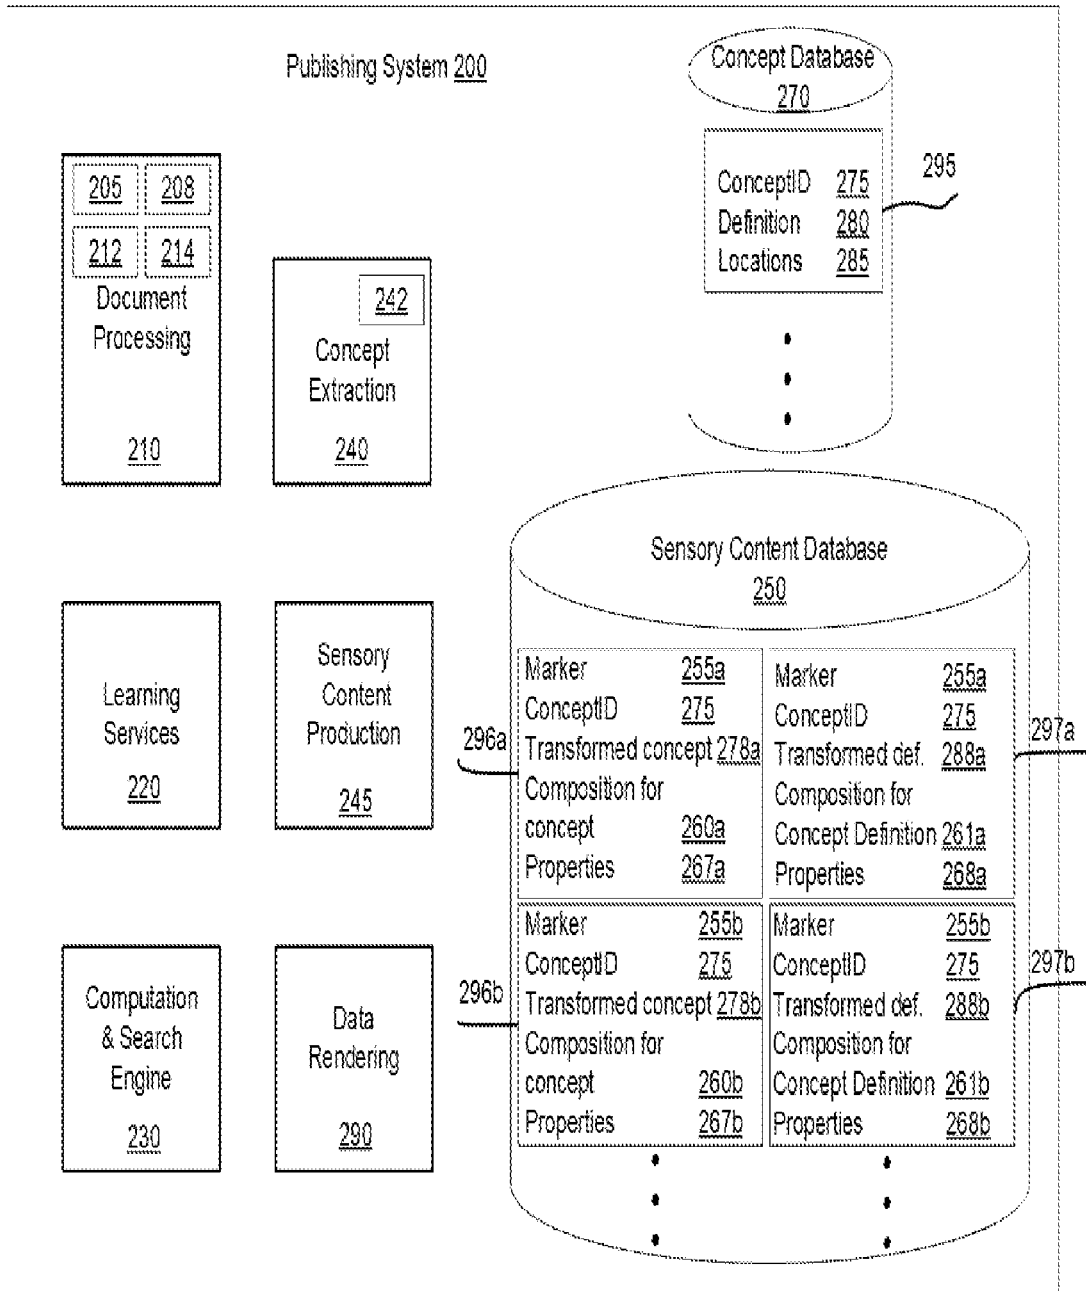 Publishing System 200
Concept Database
270
ConceptID 275
Definition 280
Locations 285
295
205 208
212 214
Document
Processing
210
242
Concept
Extraction
240
Learning
Services
220
Sensory
Content
Production
245
Computation
& Search
Engine
230
Data
Rendering
290
Sensory Content Database
250
296a
Marker 255a
ConceptID 275
Transformed concept 278a
Composition for
concept 260a
Properties 267a
Marker 255a
ConceptID 275
Transformed def. 288a
Composition for
Concept Definition 261a
Properties 268a
297a
296b
Marker 255b
ConceptID 275
Transformed concept 278b
Composition for
concept 260b
Properties 267b
Marker 255b
ConceptID 275
Transformed def. 288b
Composition for
Concept Definition 261b
Properties 268b
297b